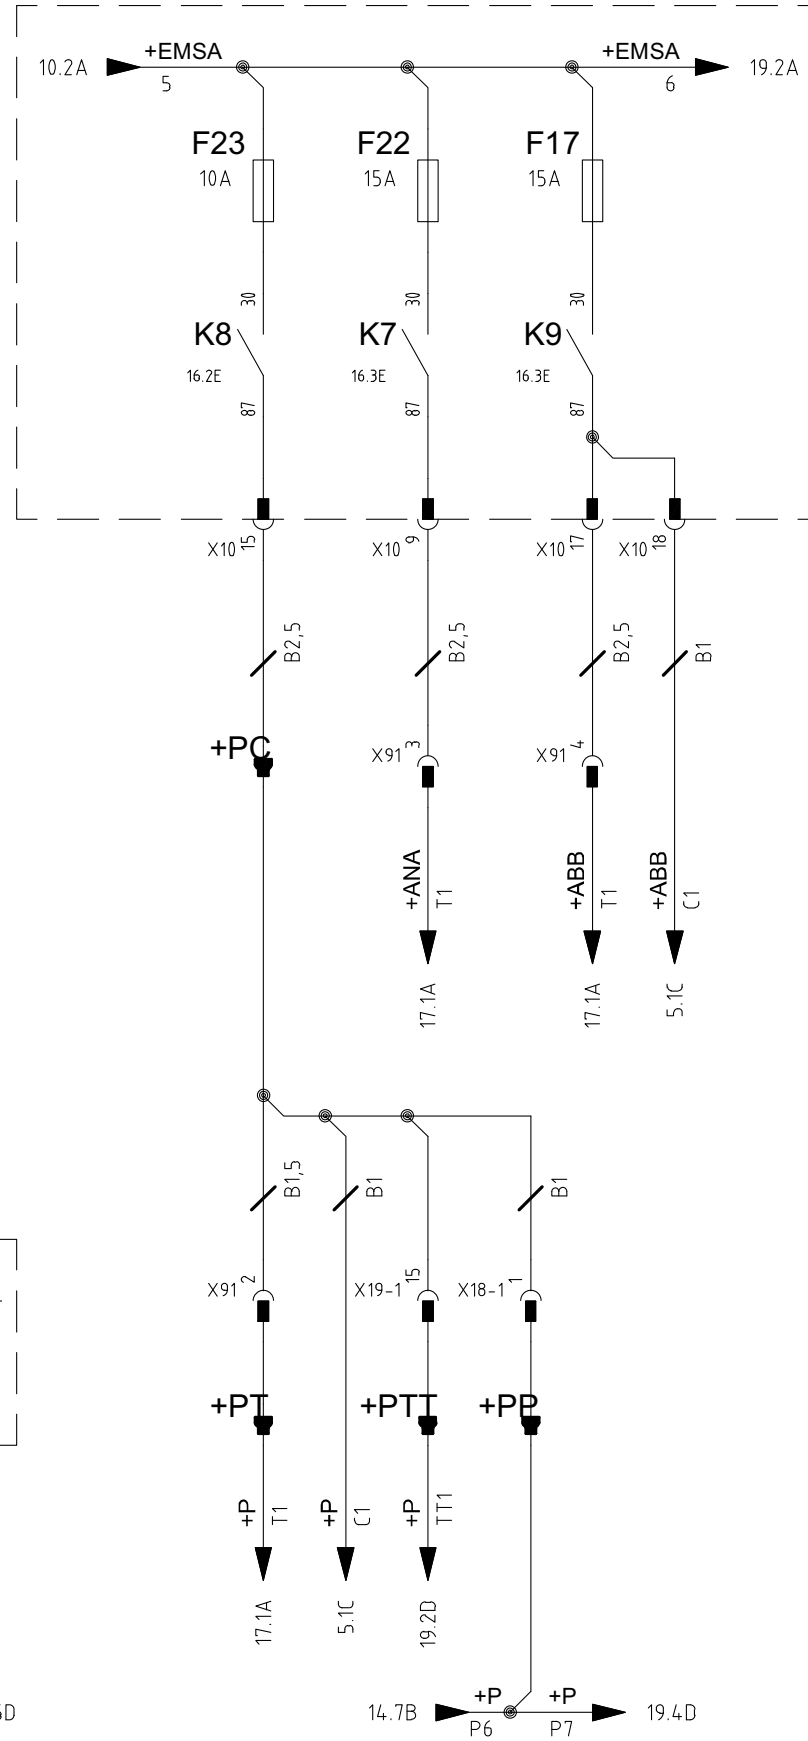 10.2A +EMSA 5 +EMSA 6 19.2A
F23 F22 F17
10A 15A 15A
30 30 30
K8 K7 K9
16.2E 16.3E 16.3E
87 87 87
X10 15 X10 9 X10 17 X10 18
B2,5 B2,5 B2,5 B1
+PC X91 3 X91 4
+ANA T1 +ABB T1 +ABB C1
17.1A 17.1A 5.1C
B1,5 B1 B1
X91 2 X19-1 15 X18-1 1
+PT +PTT +PP
+P T1 +P C1 +P TT1
17.1A 5.1C 19.2D
14.7B +P P6 +P P7 19.4D